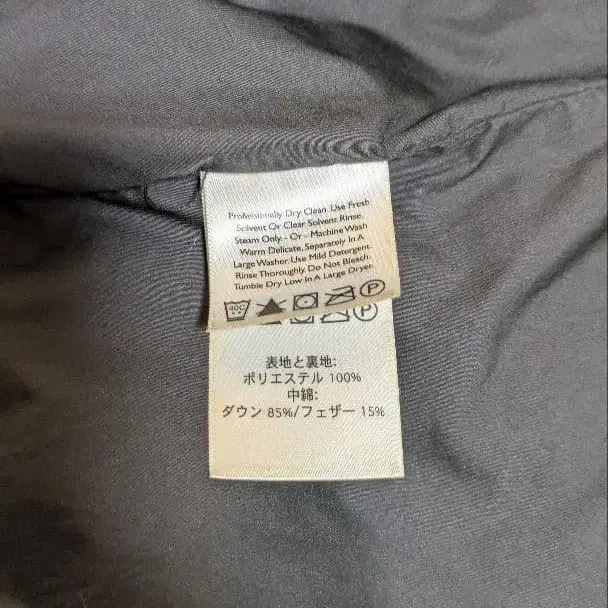 Professionally Dry Clean. Use Fresh
Solvent Or Clear Solvent Rinse.
Steam Only - Or - Machine Wash
Warm Delicate, Separately In A
Large Washer. Use Mild Detergent.
Rinse Thoroughly. Do Not Bleach.
Tumble Dry Low In A Large Dryer.
40C P
P
表地と裏地:
ポリエステル 100%
中綿:
ダウン 85%/フェザー 15%